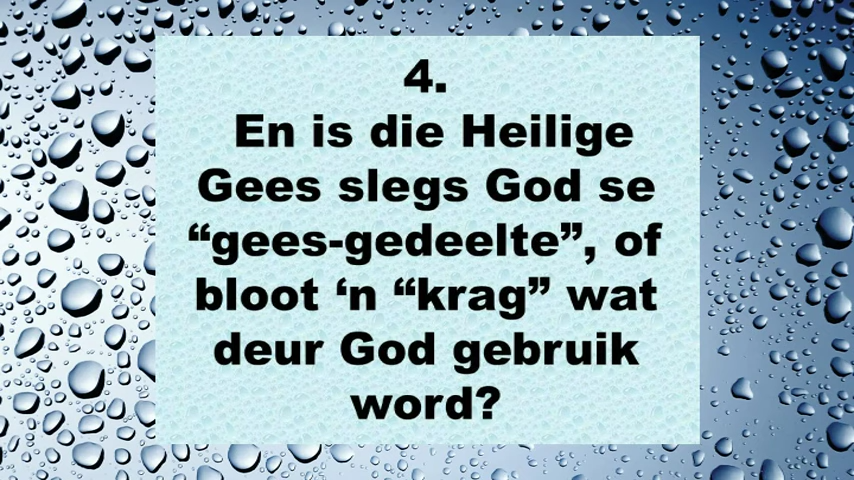 4.
En is die Heilige
Gees slegs God se
“gees-gedeelte”, of
bloot ‘n “krag” wat
deur God gebruik
word?